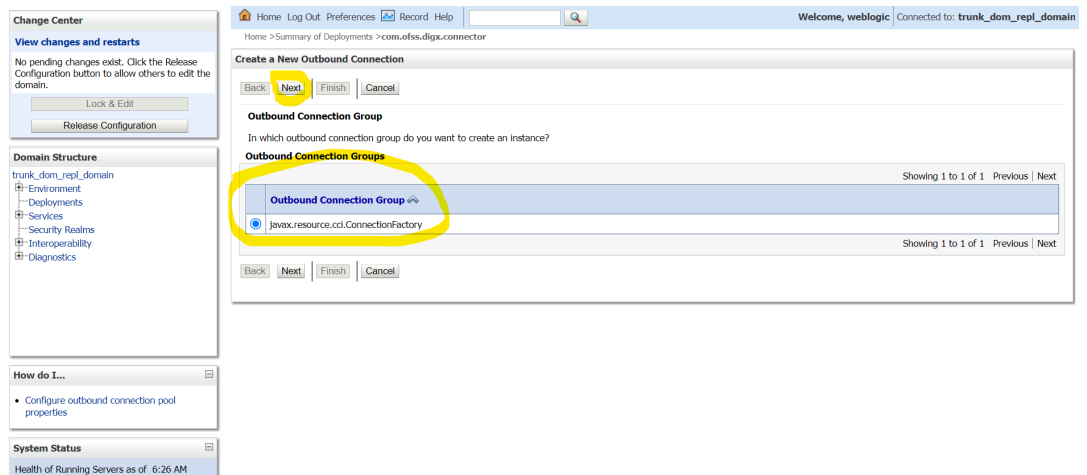 Change Center
View changes and restarts
No pending changes exist. Click the Release
Configuration button to allow others to edit the
domain.
Lock & Edit
Release Configuration
Domain Structure
trunk_dom_repl_domain
Environment
Deployments
Services
Security Realms
Interoperability
Diagnostics
How do I...
Configure outbound connection pool
properties
System Status
Health of Running Servers as of 6:26 AM
Home Log Out Preferences Record Help
Welcome, weblogic Connected to: trunk_dom_repl_domain
Home >Summary of Deployments >com.ofss.digx.connector
Create a New Outbound Connection
Back Next Finish Cancel
Outbound Connection Group
In which outbound connection group do you want to create an instance?
Outbound Connection Groups
Showing 1 to 1 of 1 Previous | Next
Outbound Connection Group
javax.resource.cci.ConnectionFactory
Showing 1 to 1 of 1 Previous | Next
Back Next Finish Cancel